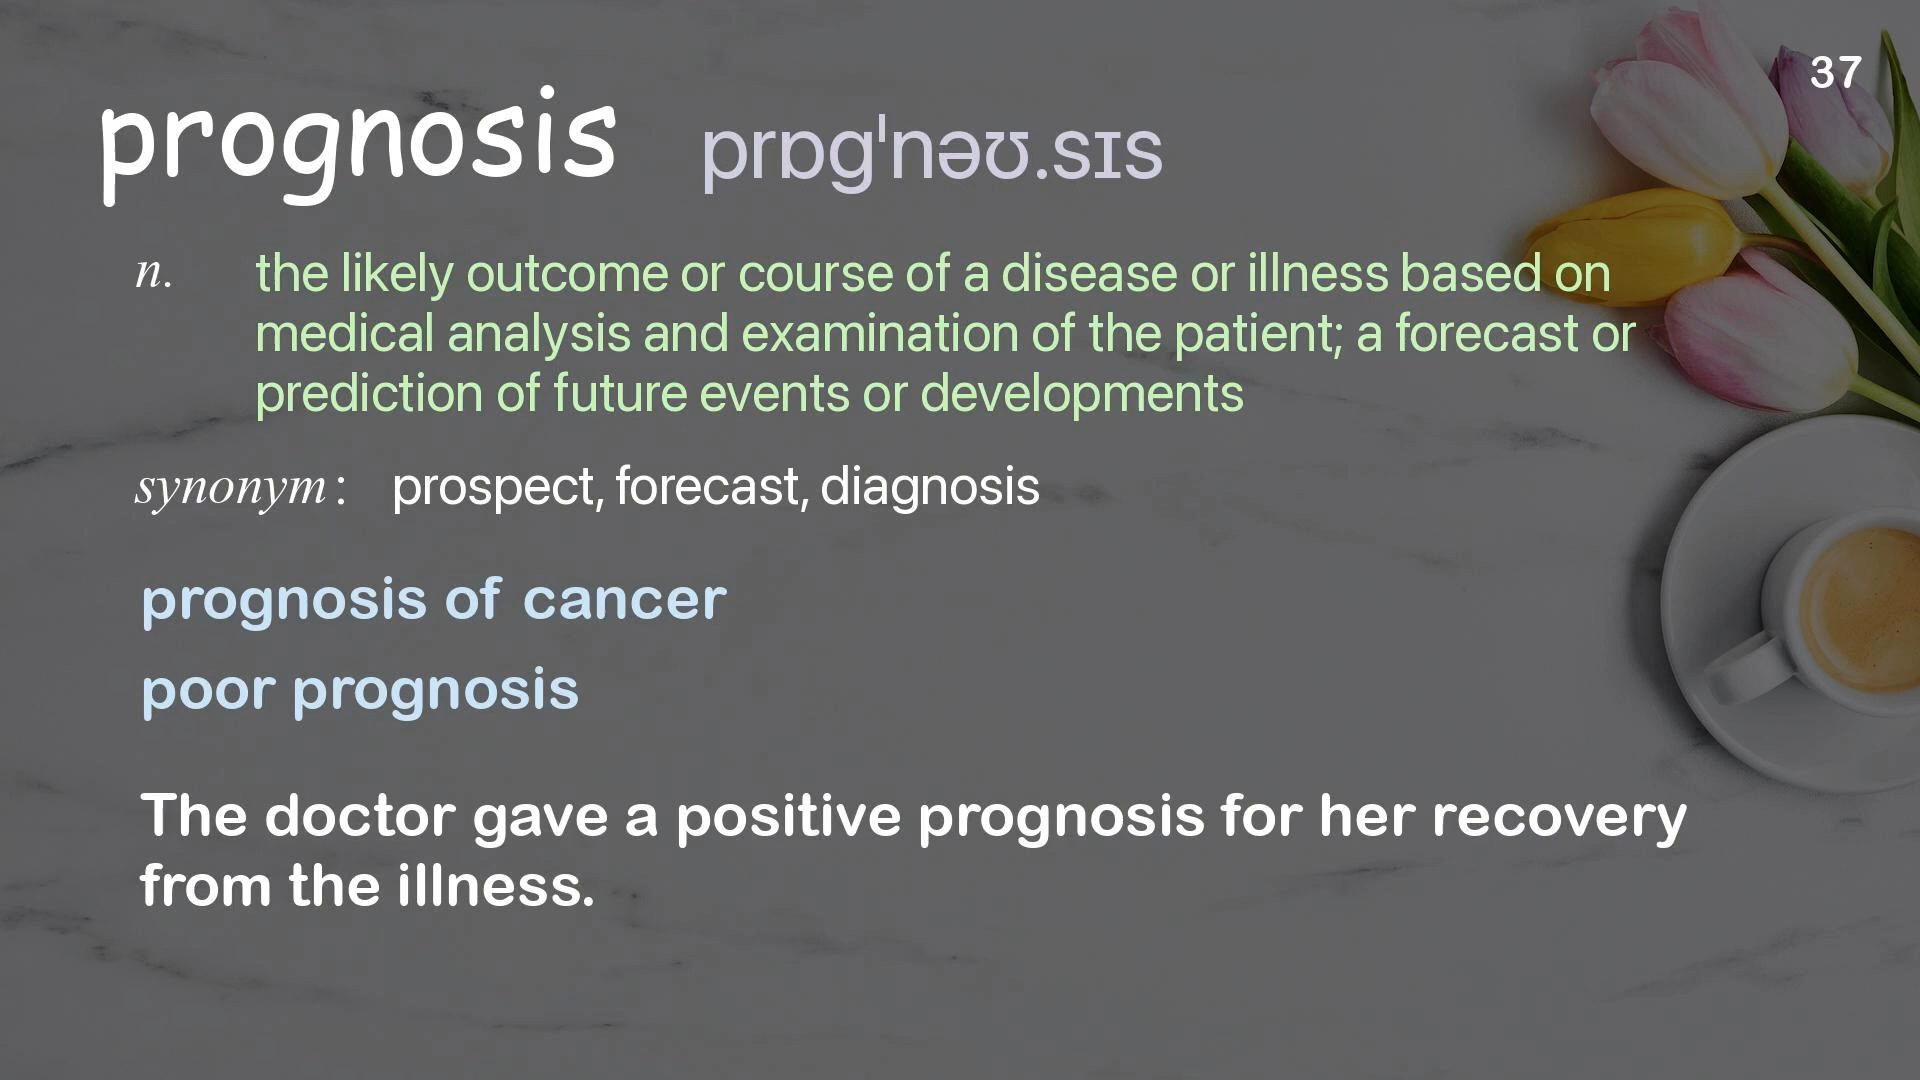 37
prognosis prɒɡˈnəʊ.sɪs
n. the likely outcome or course of a disease or illness based on
medical analysis and examination of the patient; a forecast or
prediction of future events or developments
synonym: prospect, forecast, diagnosis
prognosis of cancer
poor prognosis
The doctor gave a positive prognosis for her recovery
from the illness.